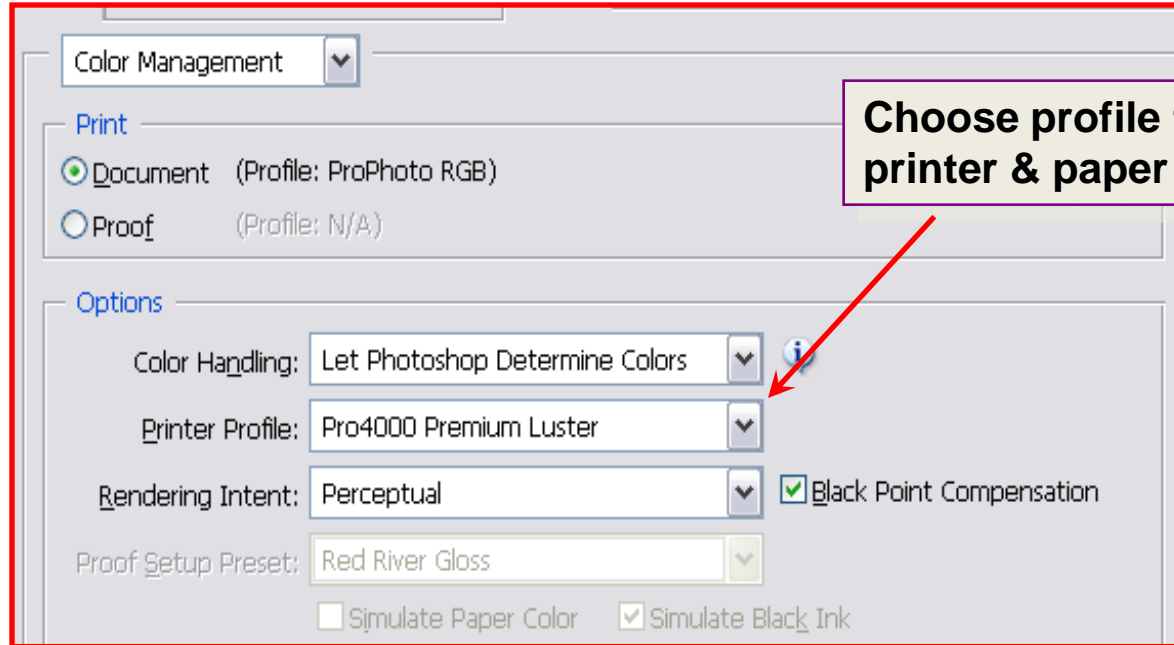 Color Management
Print
Choose profile
printer & paper
Document (Profile: ProPhoto RGB)
Proof (Profile: N/A)
Options
Color Handling: Let Photoshop Determine Colors
Printer Profile: Pro4000 Premium Luster
Rendering Intent: Perceptual Black Point Compensation
Proof Setup Preset: Red River Gloss
Simulate Paper Color Simulate Black Ink